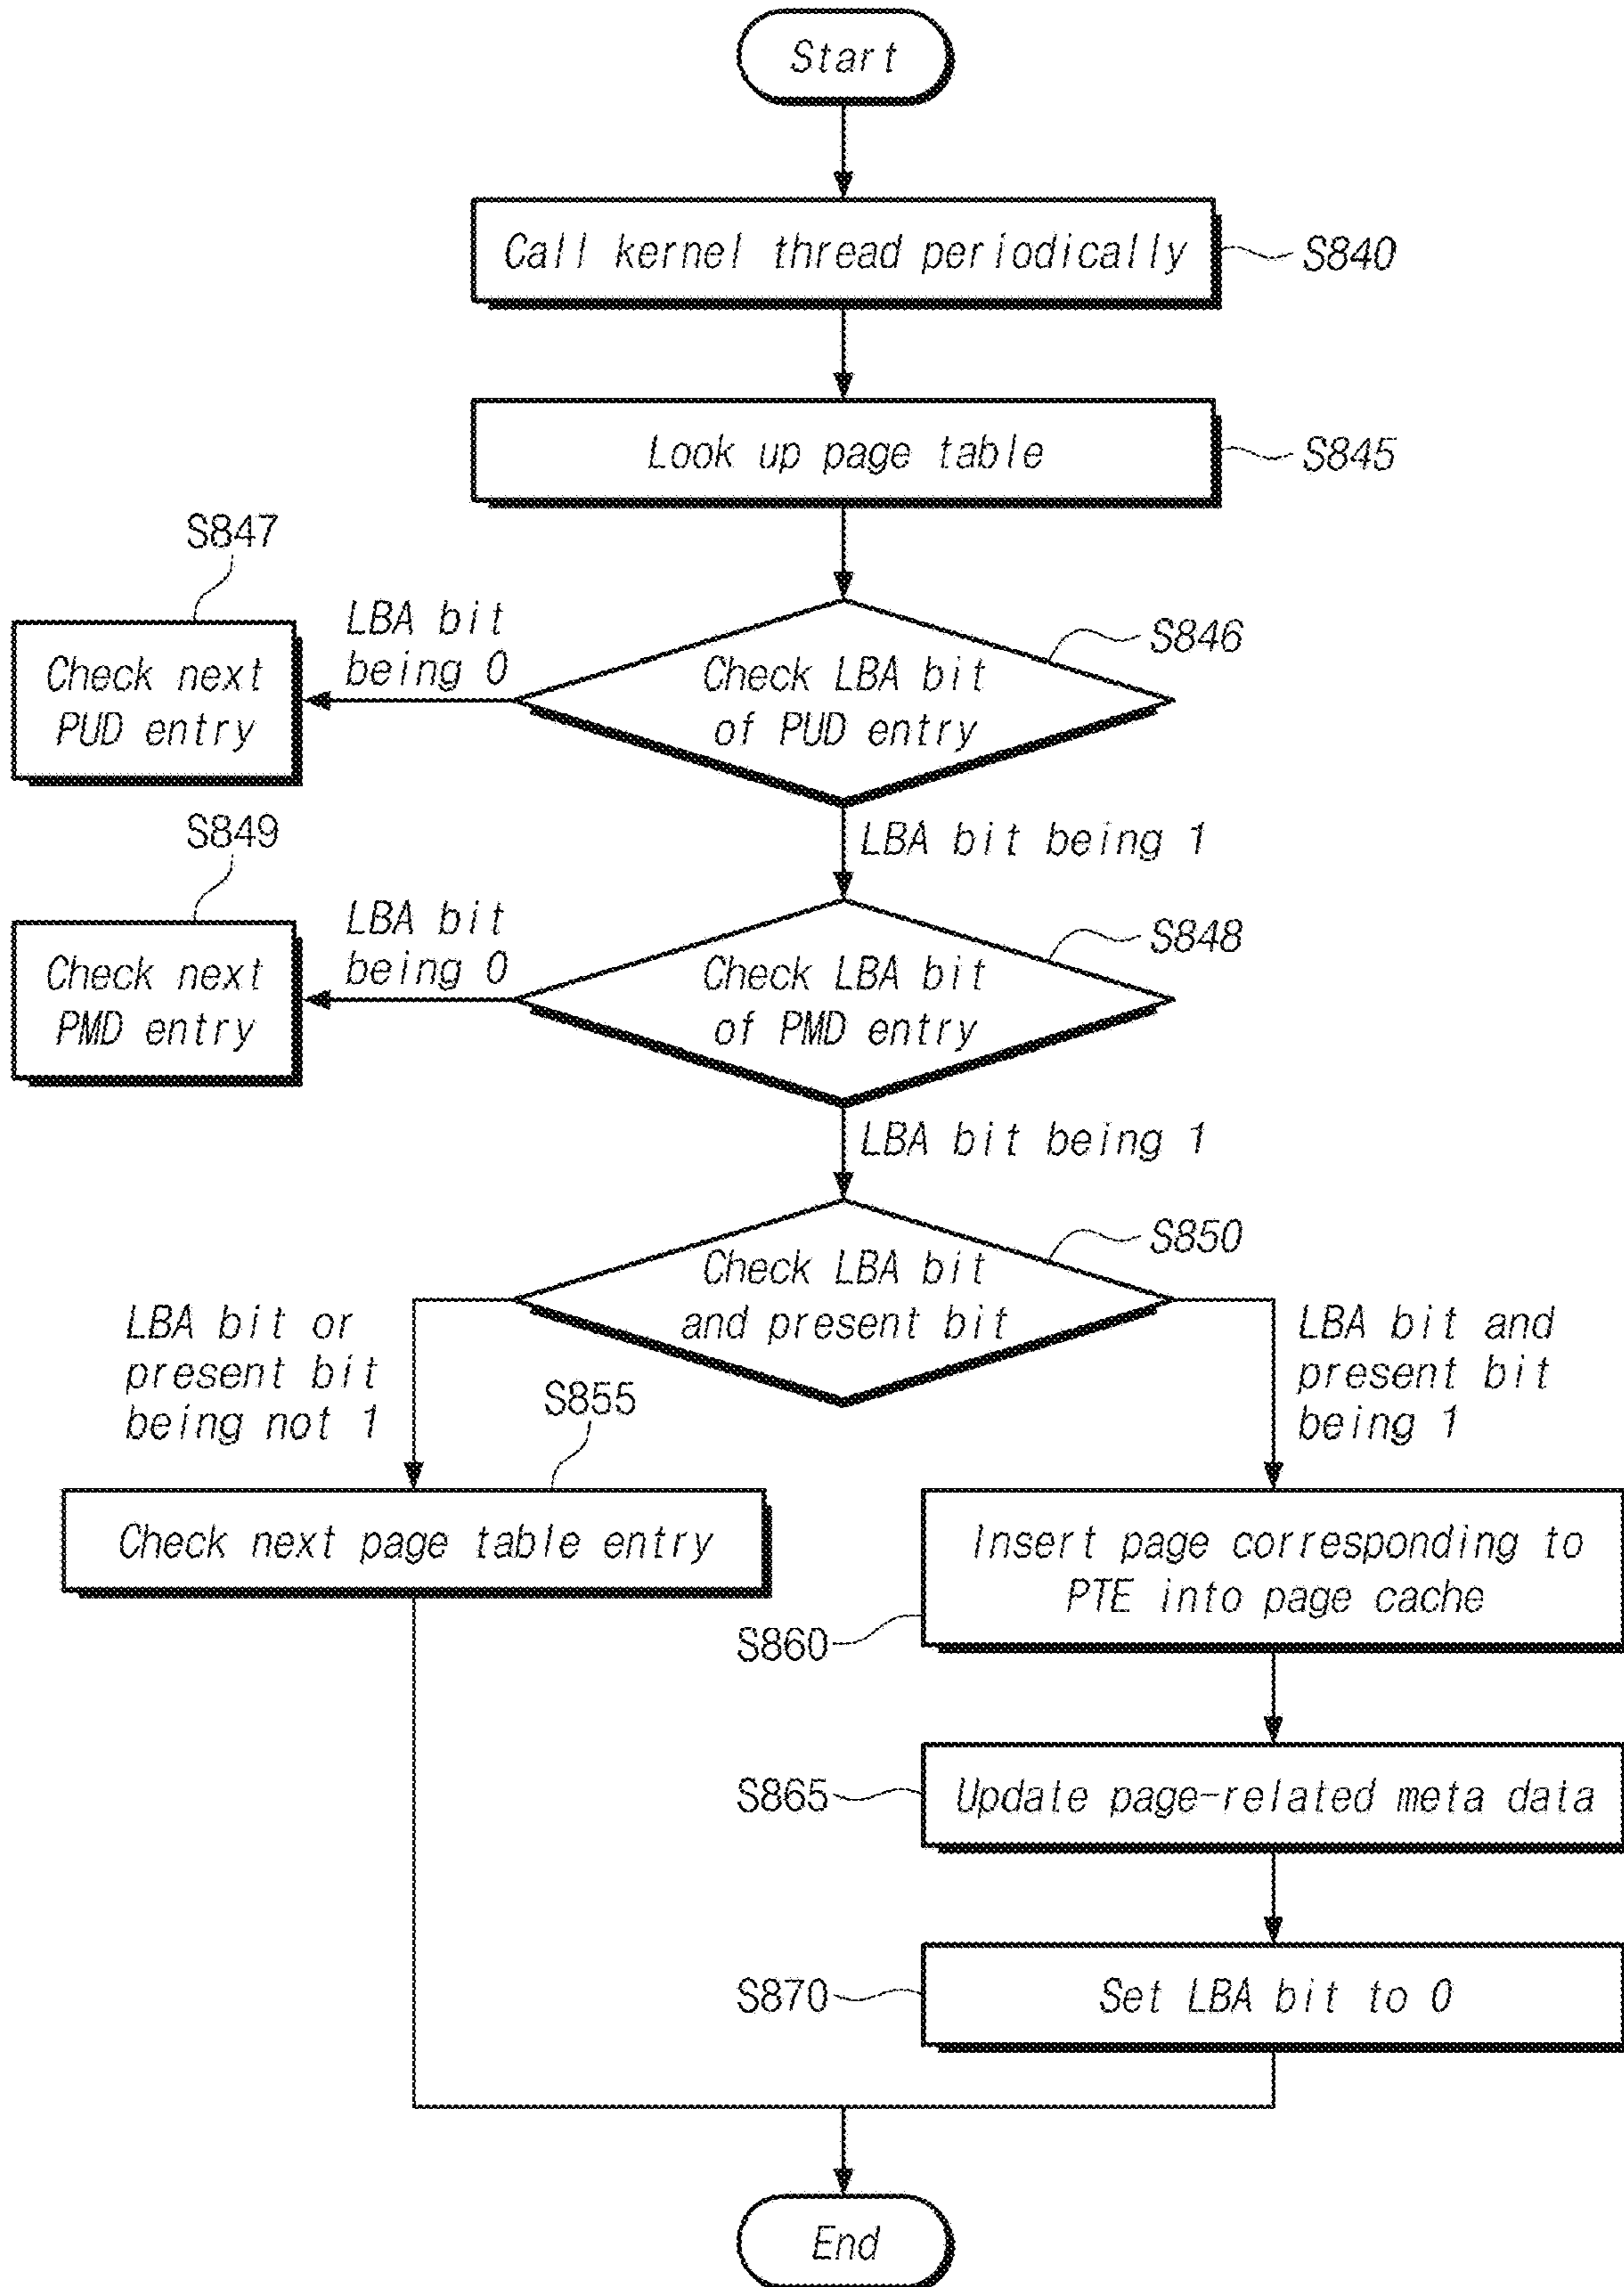 Start
Call kernel thread periodically
S840
Look up page table
S845
S847
LBA bit
being 0
Check next
PUD entry
Check LBA bit
of PUD entry
S846
LBA bit being 1
S849
LBA bit
being 0
Check next
PMD entry
Check LBA bit
of PMD entry
S848
LBA bit being 1
Check LBA bit
and present bit
S850
LBA bit or
present bit
being not 1
LBA bit and
present bit
being 1
S855
Check next page table entry
Insert page corresponding to
PTE into page cache
S860
S865
Update page-related meta data
S870
Set LBA bit to 0
End